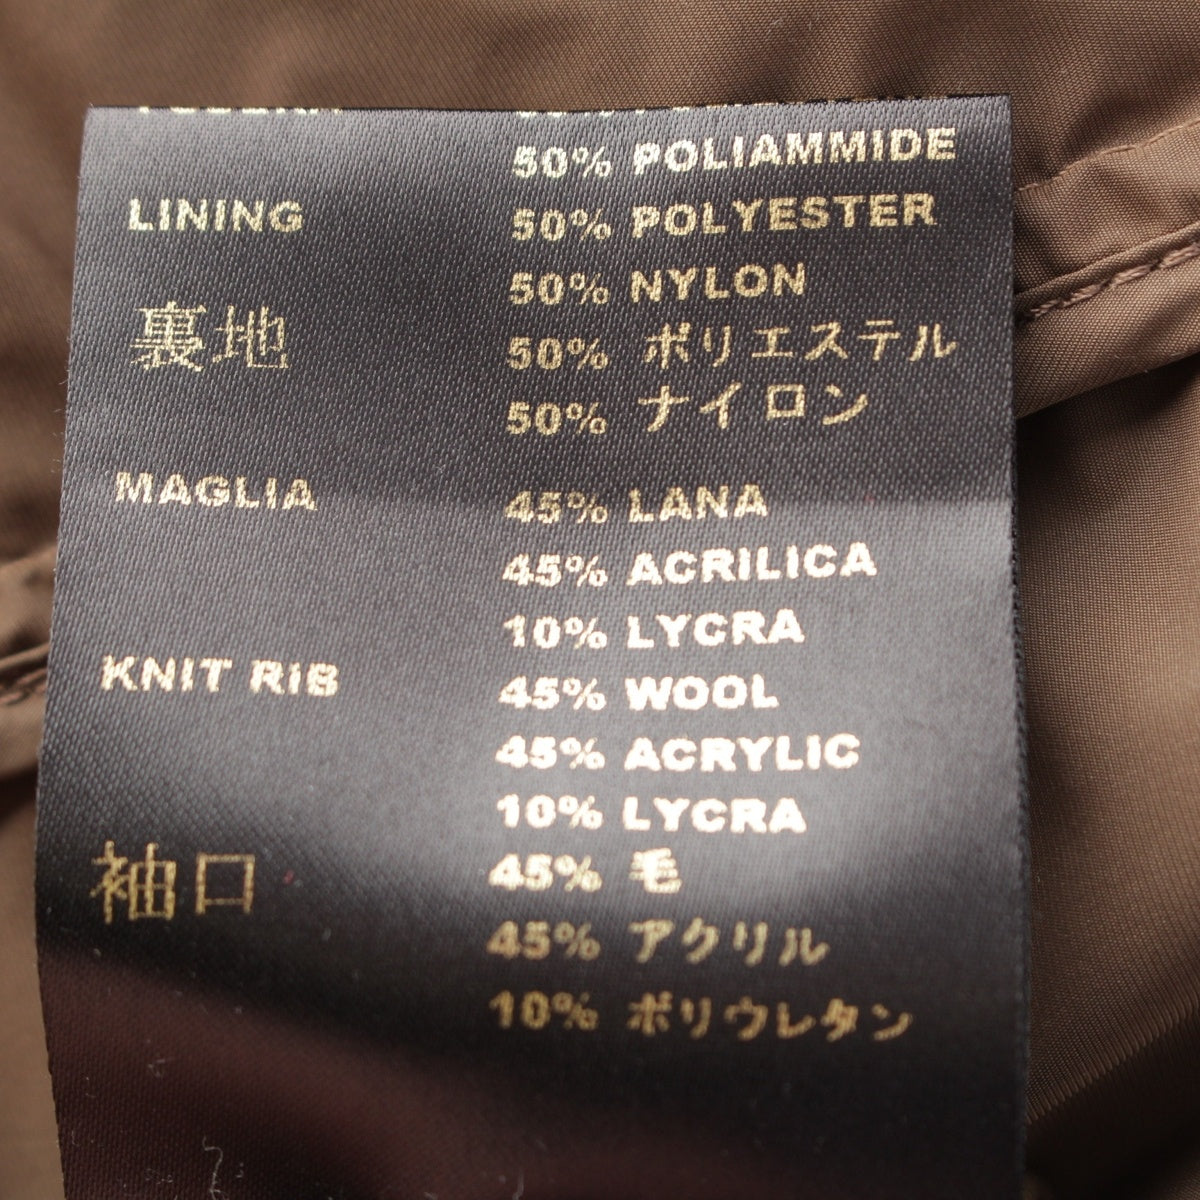 50% POLIAMMIDE
LINING 50% POLYESTER
50% NYLON
裏地 50% ポリエステル
50% ナイロン
MAGLIA 45% LANA
45% ACRILICA
10% LYCRA
KNIT RIB 45% WOOL
45% ACRYLIC
10% LYCRA
袖口 45% 毛
45% アクリル
10% ポリウレタン